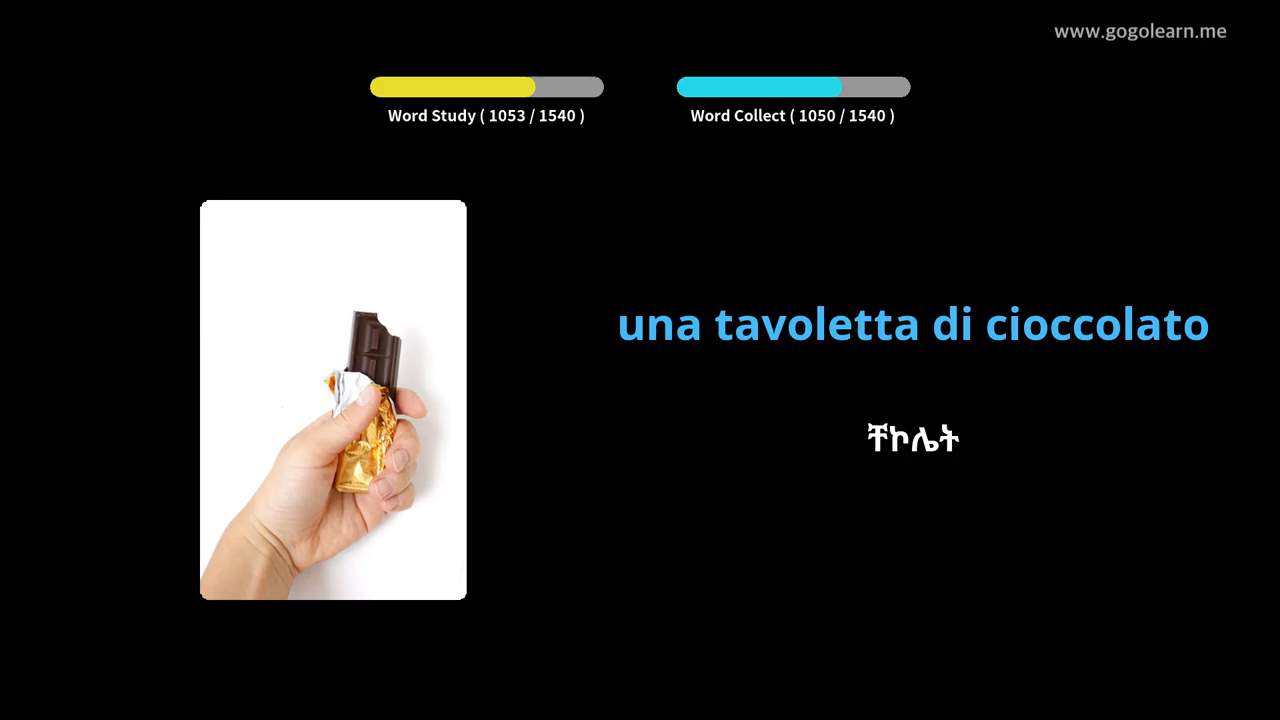 www.gogolearn.me
Word Study ( 1053 / 1540 )
Word Collect ( 1050 / 1540 )
una tavoletta di cioccolato
ቸኮሌት